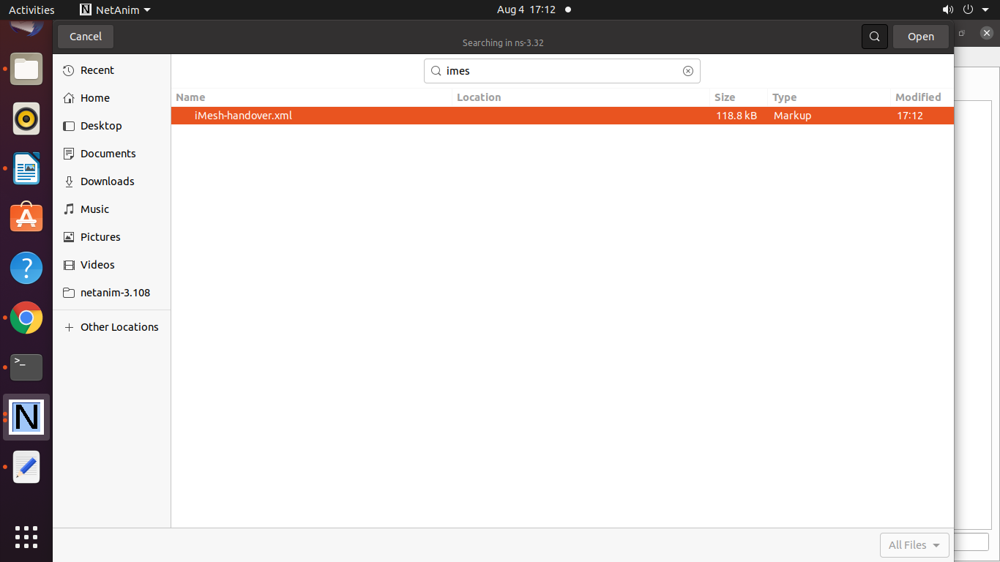 Activities NetAnim Aug 4 17:12
Cancel Searching in ns-3.32 Open
Recent
Home
Desktop
Documents
Downloads
Music
Pictures
Videos
netanim-3.108
Other Locations
imes
Name Location Size Type Modified
iMesh-handover.xml 118.8 kB Markup 17:12
All Files
>_
N
?